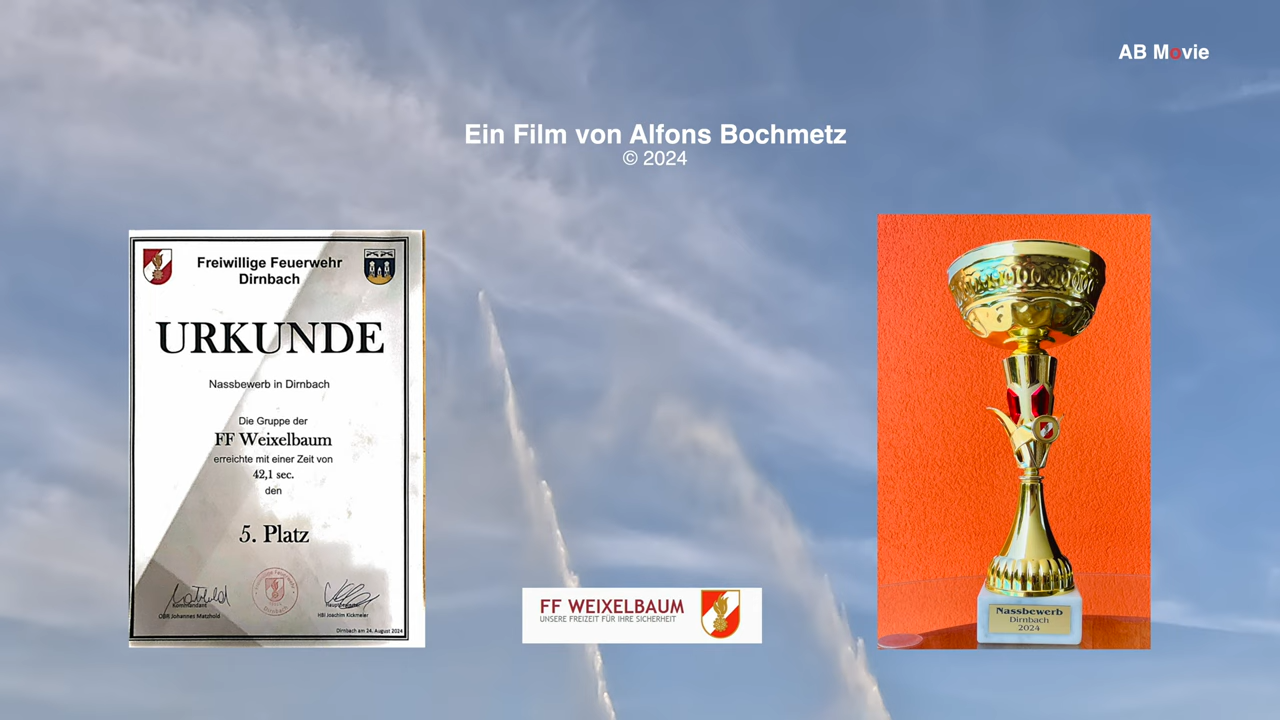 AB Movie
Ein Film von Alfons Bochmetz
© 2024
Freiwillige Feuerwehr
Dirnbach
URKUNDE
Nassbewerb in Dirnbach
Die Gruppe der
FF Weixelbaum
erreichte mit einer Zeit von
42,1 sec.
den
5. Platz
Kommandant
OBR Johannes Matzhold
HBI Joachim Kickmeier
Dirnbach am 24. August 2024
FF WEIXELBAUM
UNSERE FREIZEIT FÜR IHRE SICHERHEIT
Nassbewerb
Dirnbach
2024